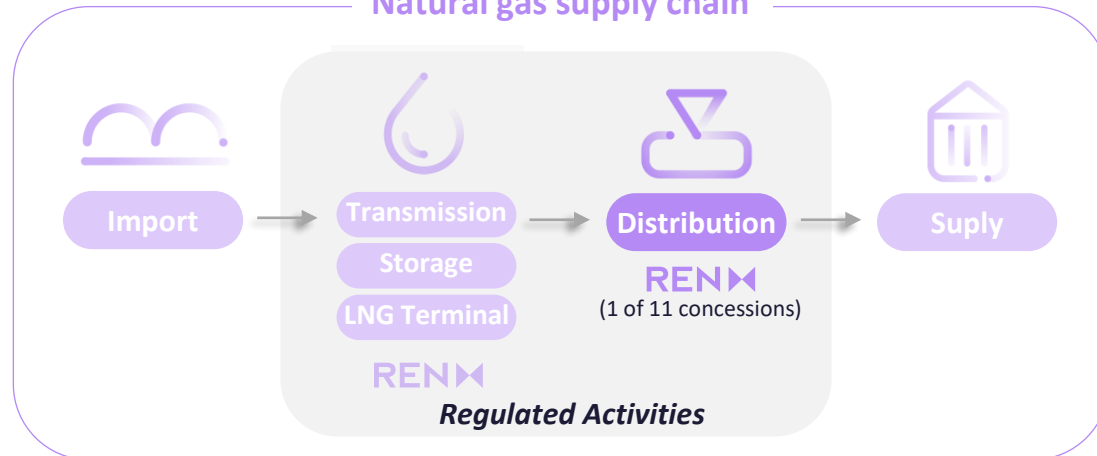 Natural gas supply chain
Import
Transmission
Storage
LNG Terminal
REN
Distribution
REN
(1 of 11 concessions)
Suply
Regulated Activities